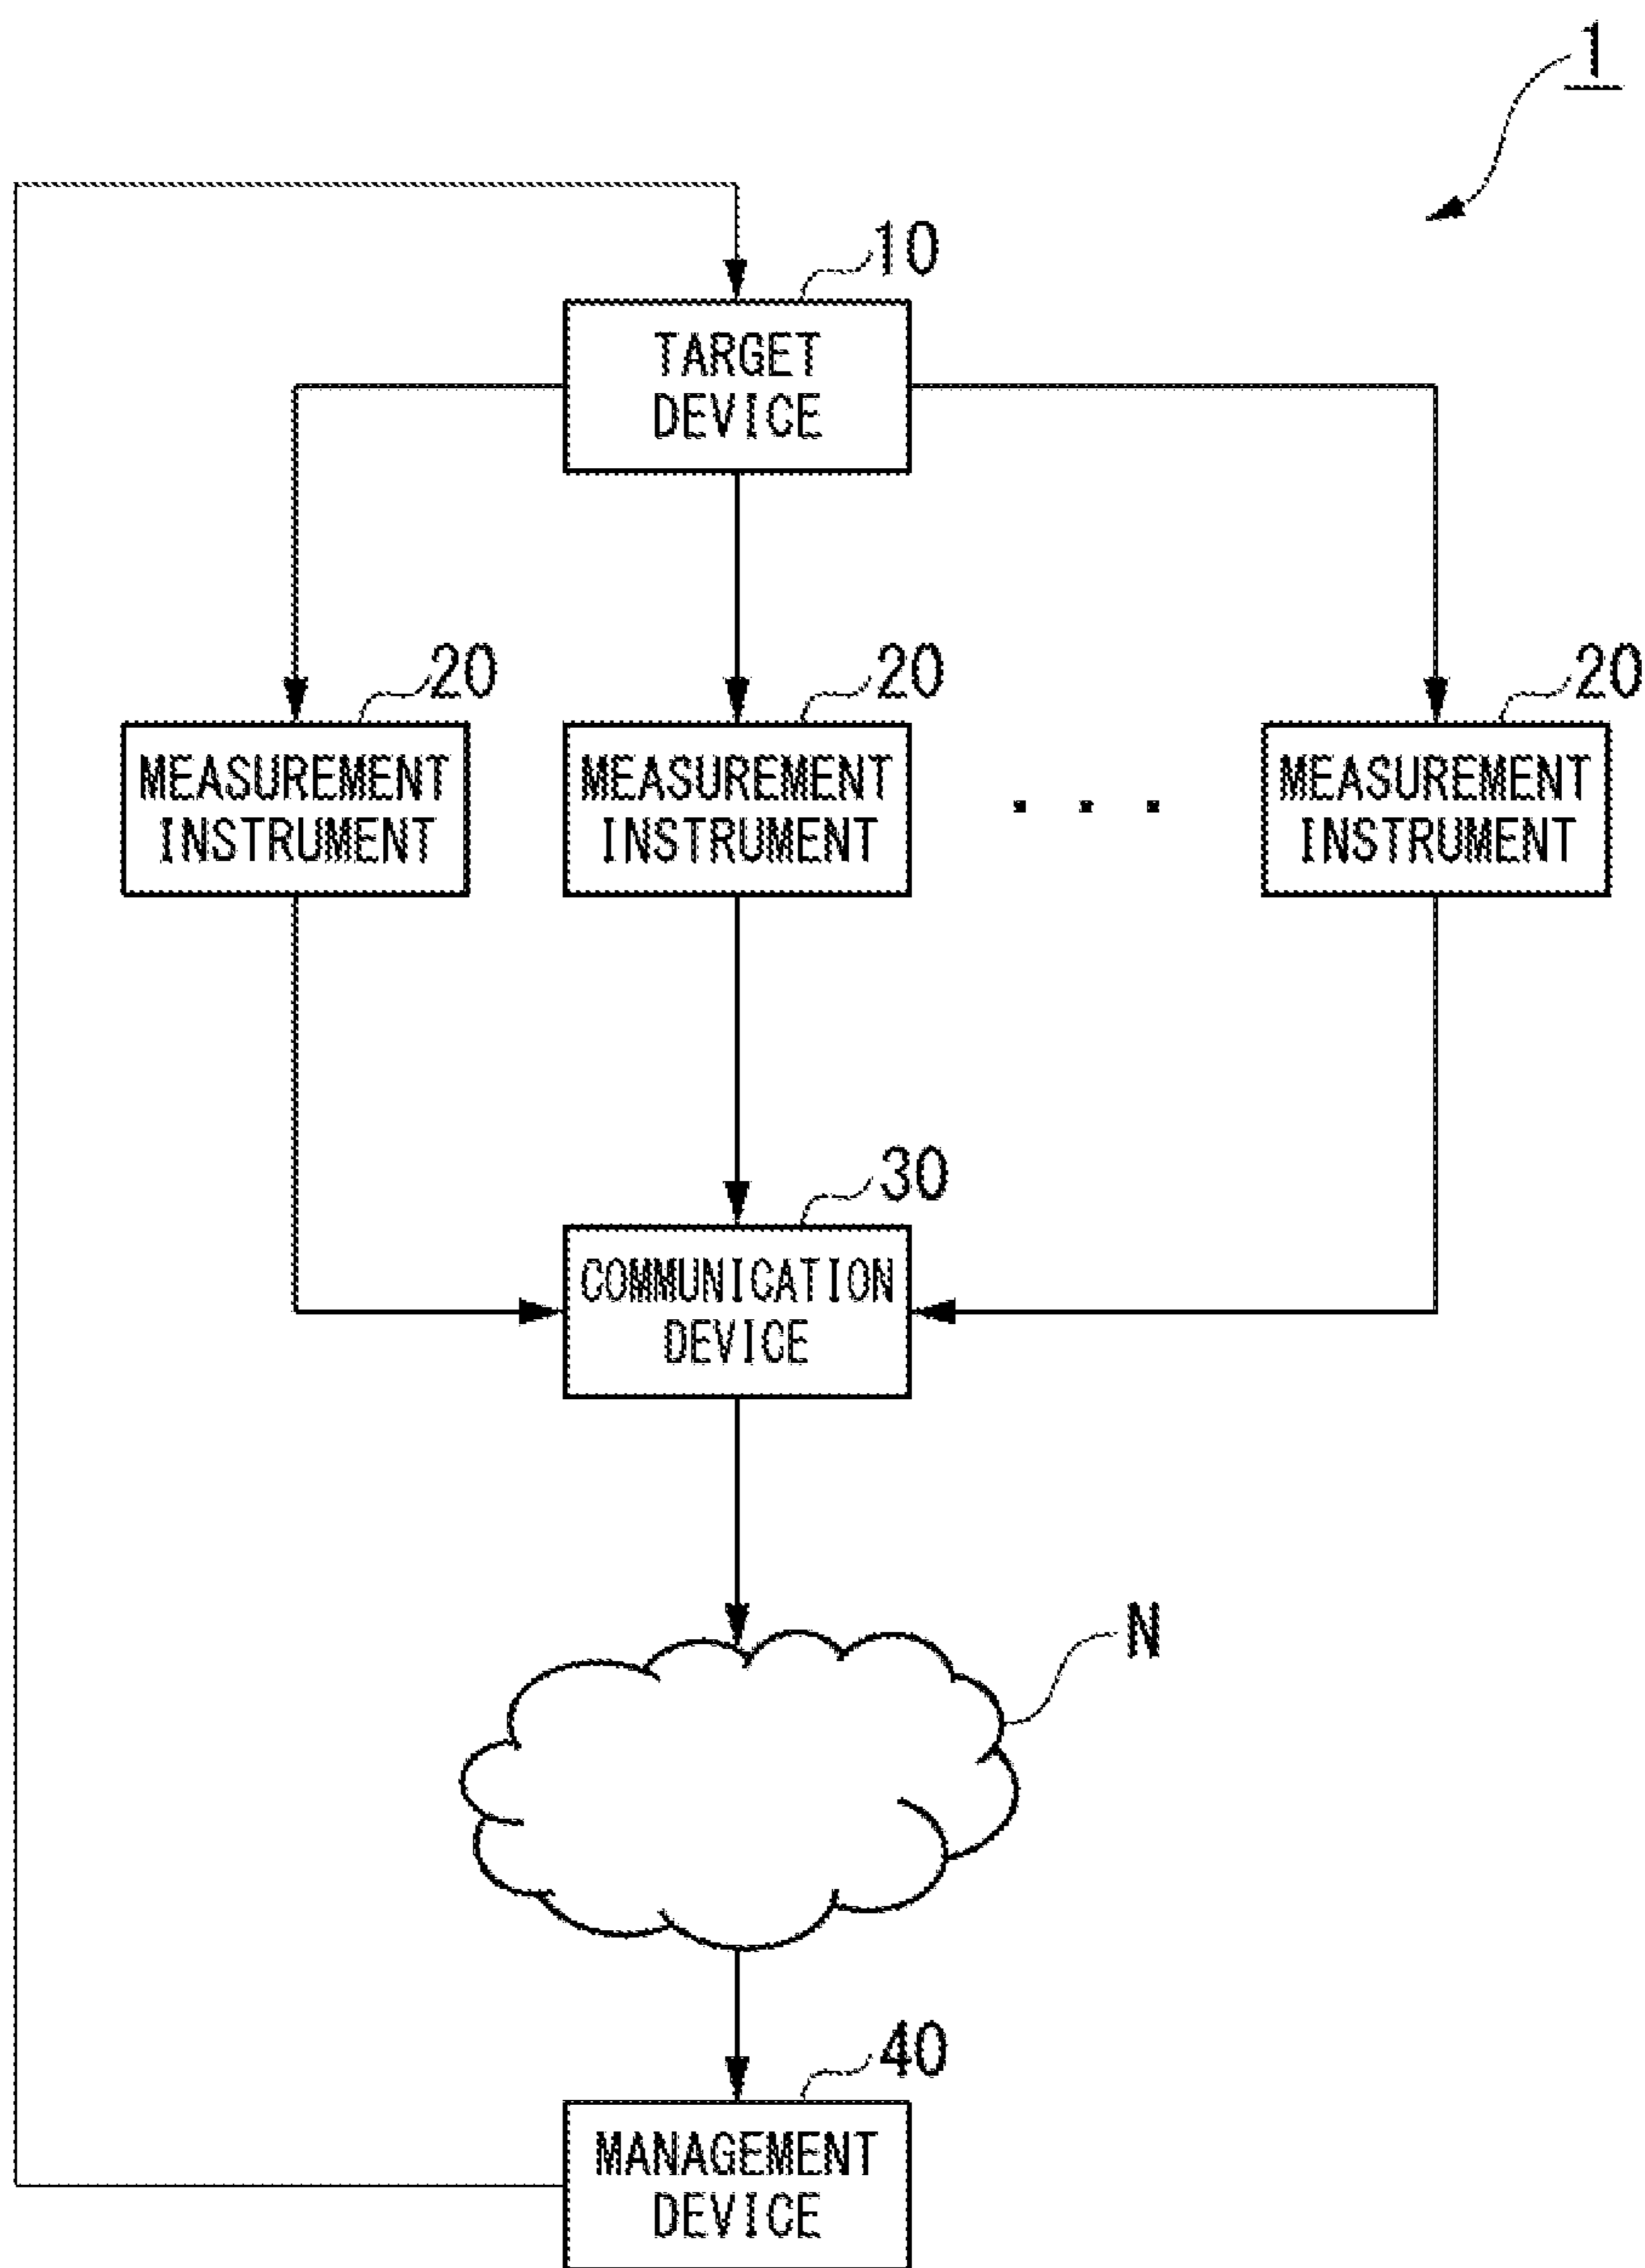 1
10
TARGET
DEVICE
20
20
20
MEASUREMENT
INSTRUMENT
MEASUREMENT
INSTRUMENT
. . .
MEASUREMENT
INSTRUMENT
30
COMMUNICATION
DEVICE
N
40
MANAGEMENT
DEVICE